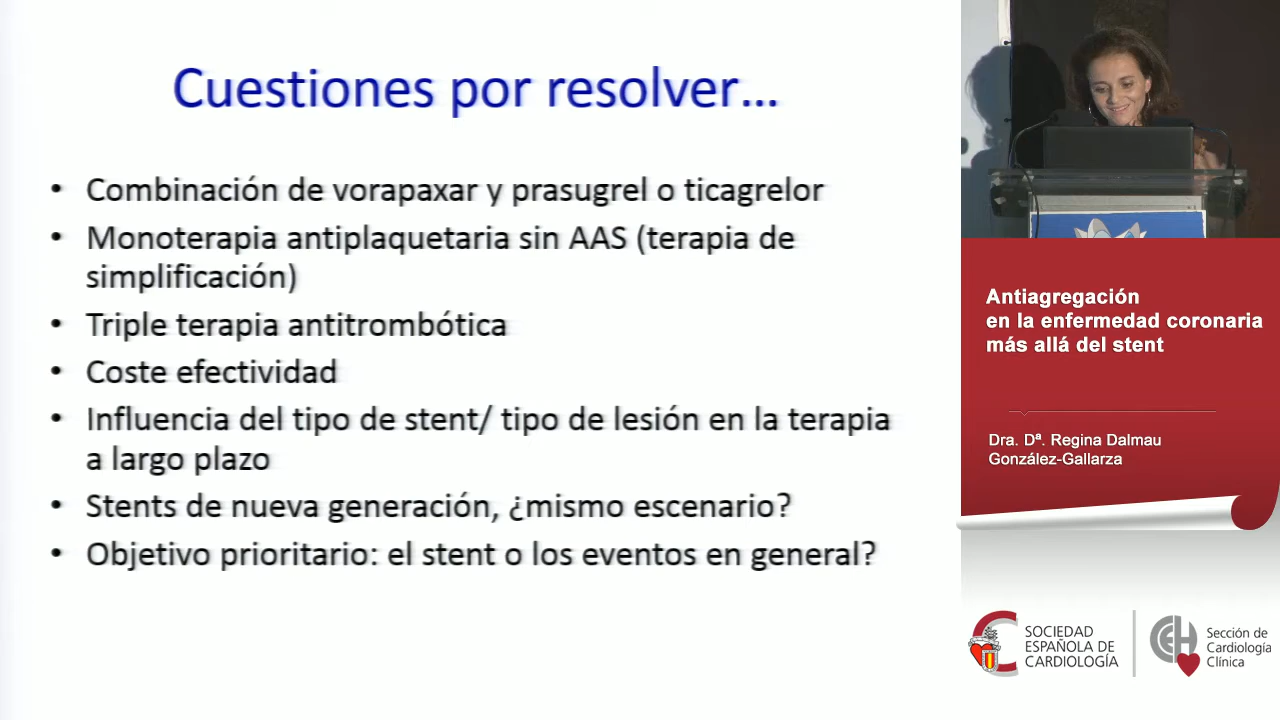 Cuestiones por resolver...
• Combinación de vorapaxar y prasugrel o ticagrelor
• Monoterapia antiplaquetaria sin AAS (terapia de
simplificación)
• Triple terapia antitrombótica
• Coste efectividad
• Influencia del tipo de stent/ tipo de lesión en la terapia
a largo plazo
• Stents de nueva generación, ¿mismo escenario?
• Objetivo prioritario: el stent o los eventos en general?
Antiagregación
en la enfermedad coronaria
más allá del stent
Dra. Dª. Regina Dalmau
González-Gallarza
SOCIEDAD
ESPAÑOLA DE
CARDIOLOGÍA
Sección de
Cardiología
Clínica